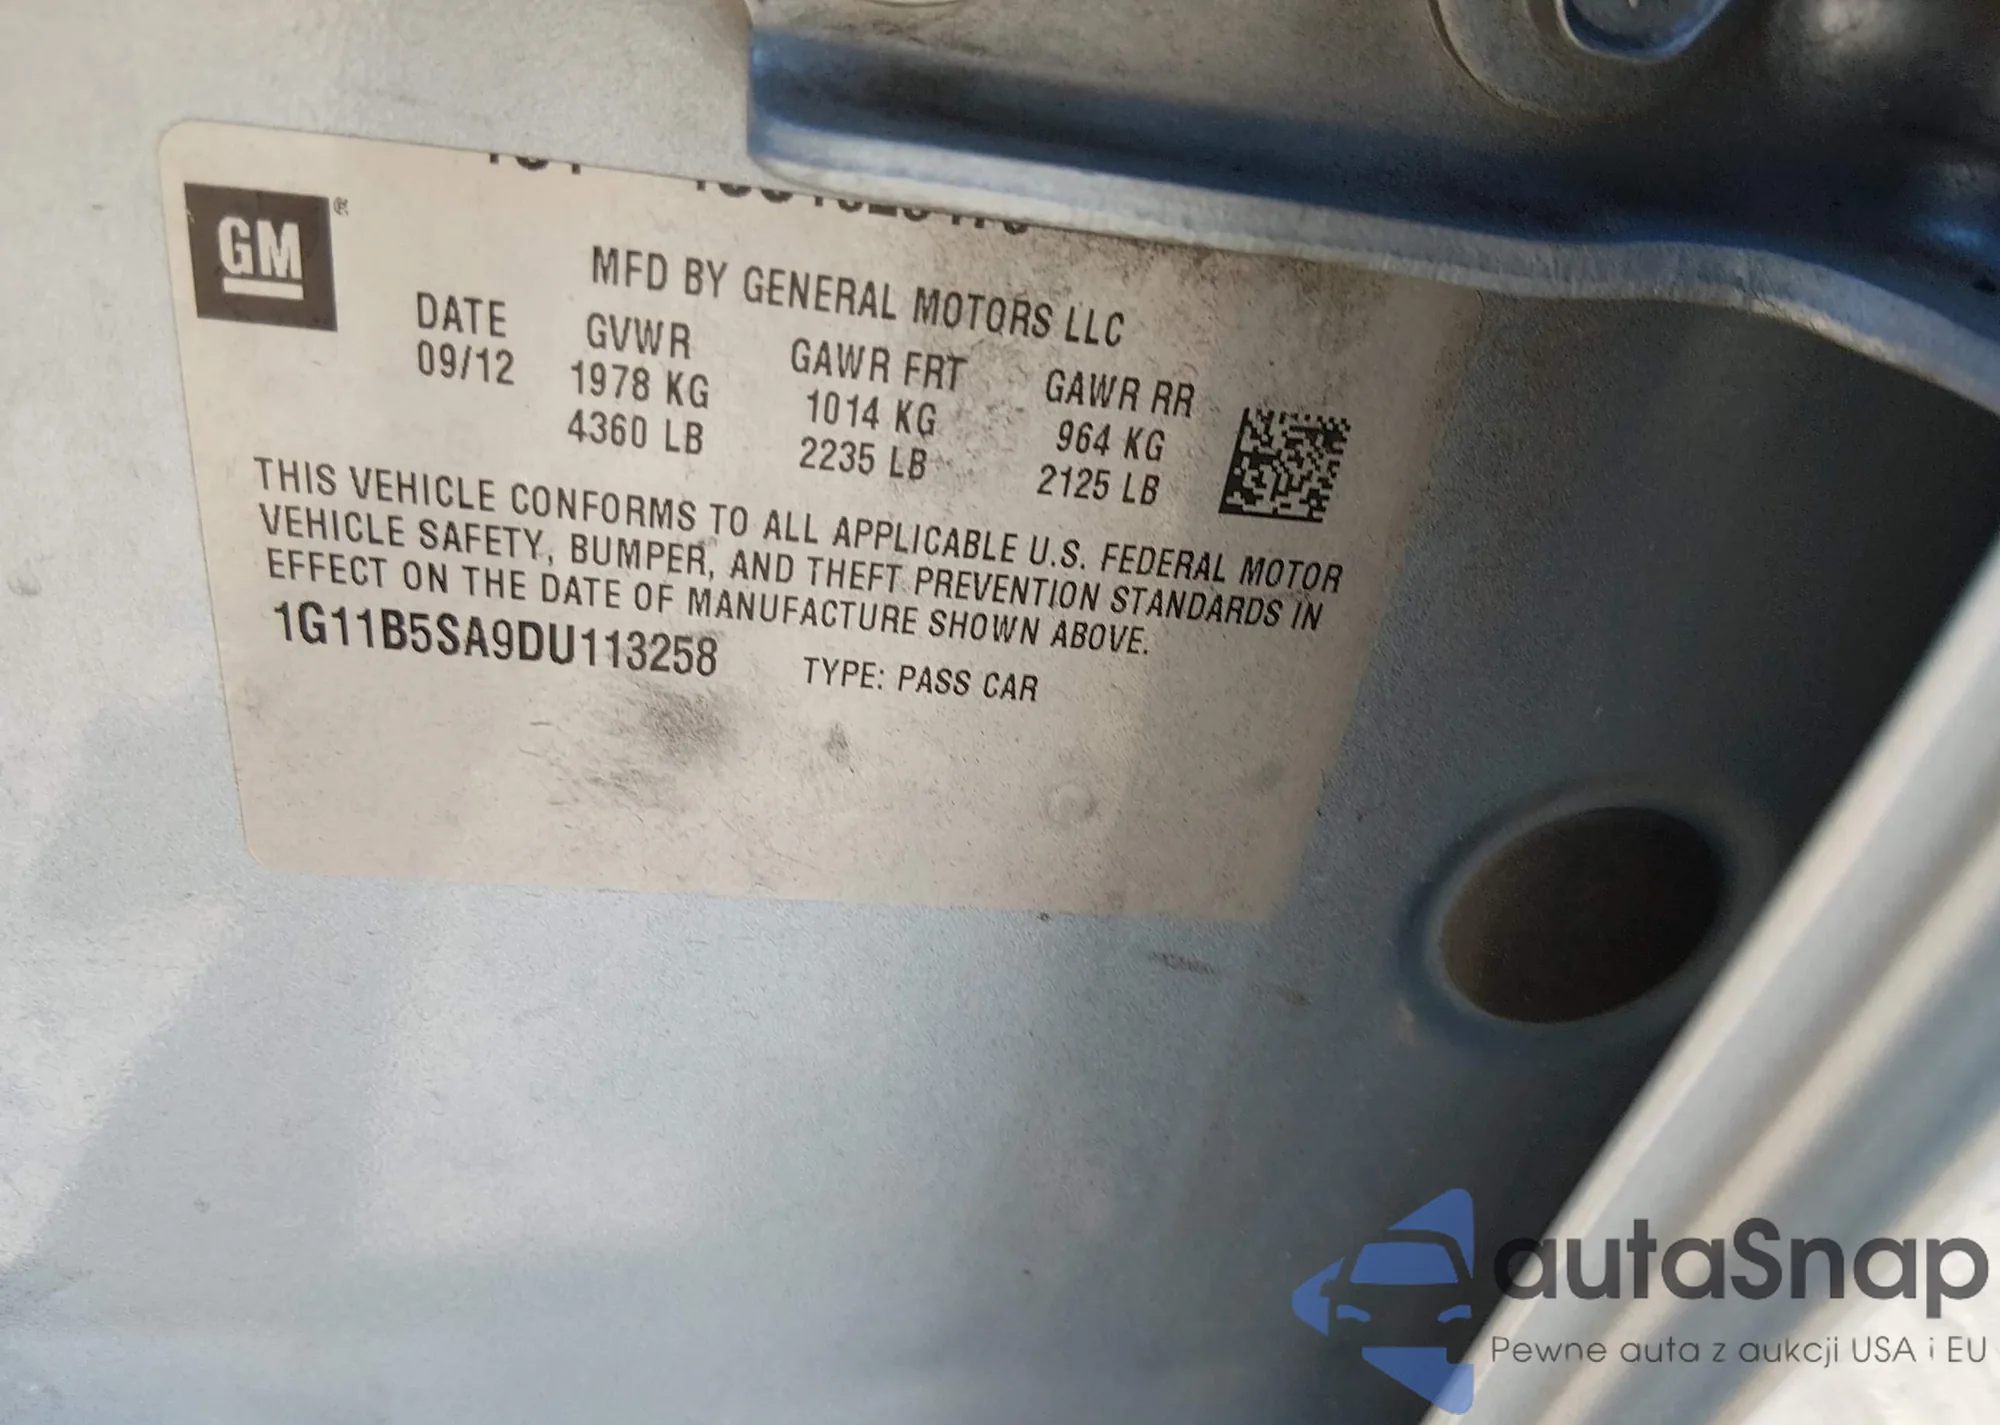 GM®
MFD BY GENERAL MOTORS LLC
DATE GVWR GAWR FRT GAWR RR
09/12 1978 KG 1014 KG 964 KG
4360 LB 2235 LB 2125 LB
THIS VEHICLE CONFORMS TO ALL APPLICABLE U.S. FEDERAL MOTOR
VEHICLE SAFETY, BUMPER, AND THEFT PREVENTION STANDARDS IN
EFFECT ON THE DATE OF MANUFACTURE SHOWN ABOVE.
1G11B5SA9DU113258 TYPE: PASS CAR
autaSnap
Pewne auta z aukcji USA i EU